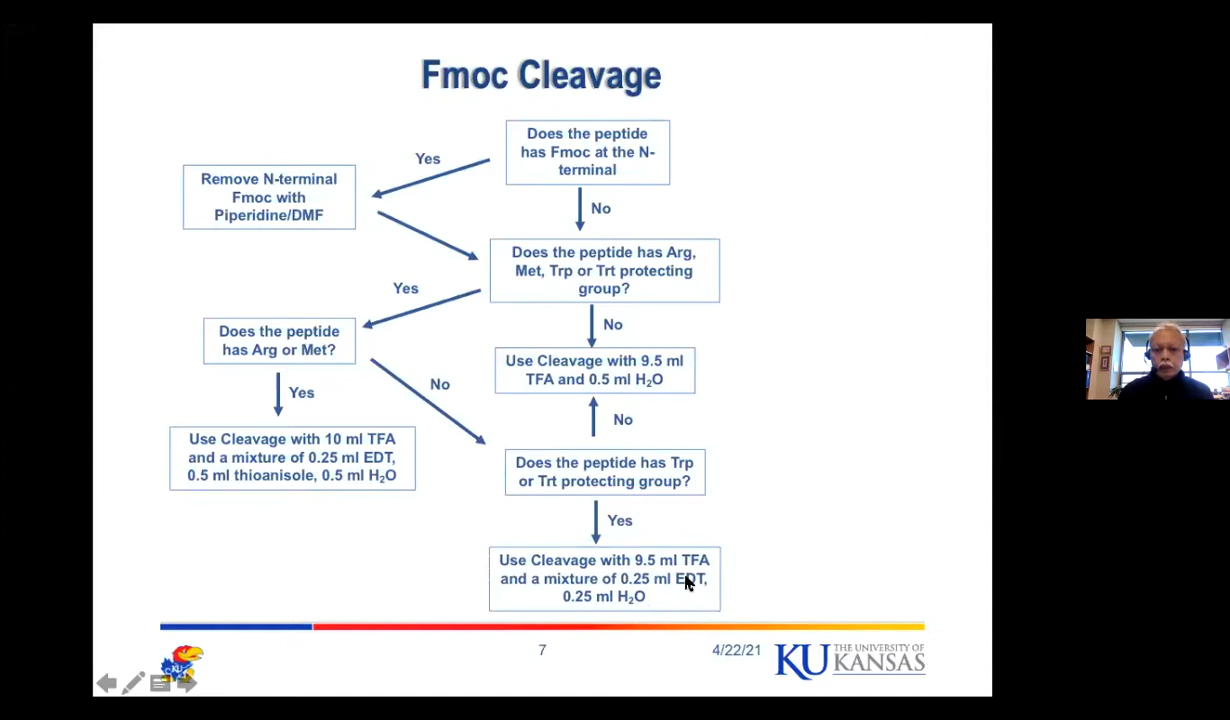 Fmoc Cleavage
Does the peptide
has Fmoc at the N-
terminal
Yes
Remove N-terminal
Fmoc with
Piperidine/DMF
No
Does the peptide has Arg,
Met, Trp or Trt protecting
group?
Yes
No
Does the peptide
has Arg or Met?
Use Cleavage with 9.5 ml
TFA and 0.5 ml H₂O
No
Yes
No
Use Cleavage with 10 ml TFA
and a mixture of 0.25 ml EDT,
0.5 ml thioanisole, 0.5 ml H₂O
Does the peptide has Trp
or Trt protecting group?
Yes
Use Cleavage with 9.5 ml TFA
and a mixture of 0.25 ml EDT,
0.25 ml H₂O
7
4/22/21
KU THE UNIVERSITY OF
KANSAS